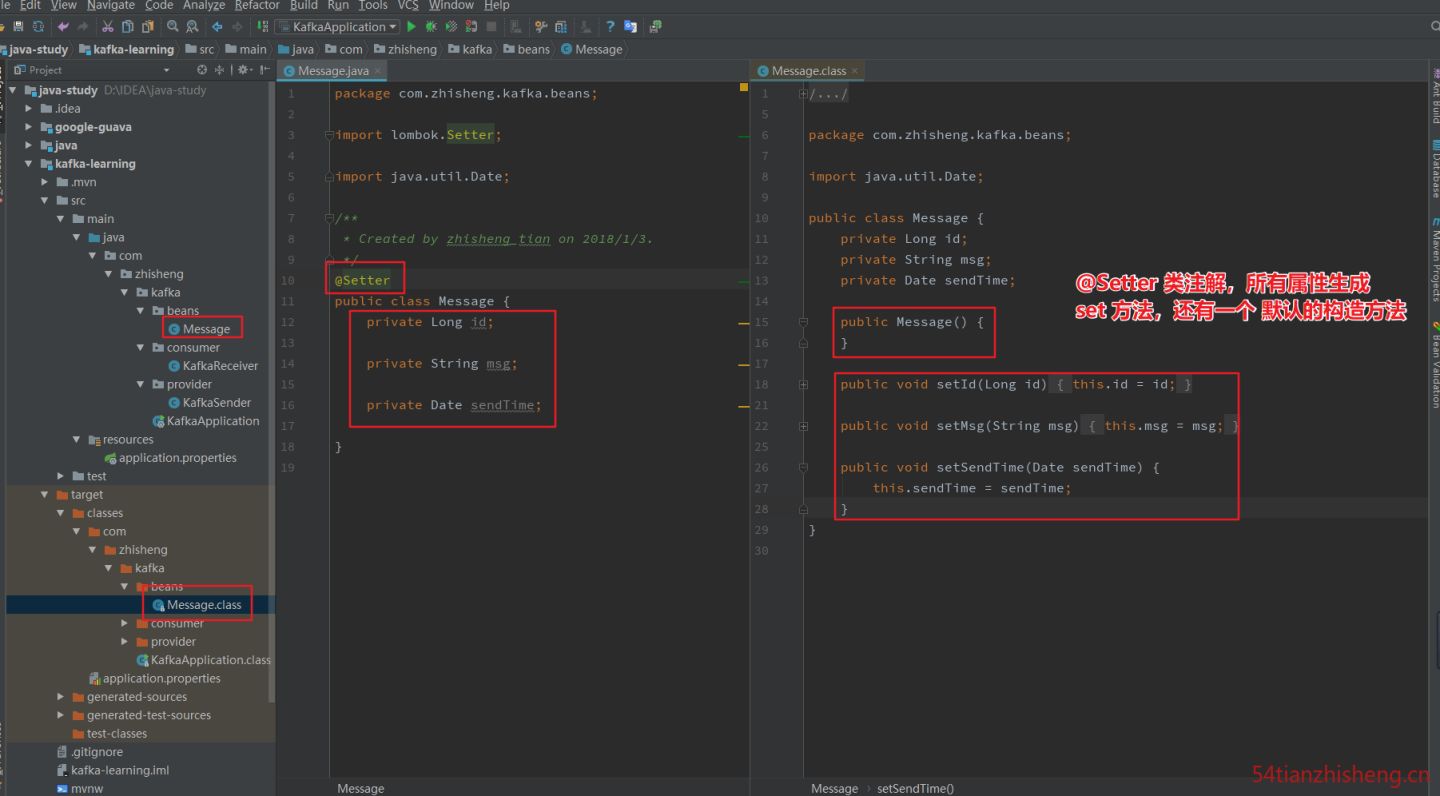 Edit View Navigate Code Analyze Refactor Build Run Tools VCS Window Help
KafkaApplication
java-study kafka-learning src main java com zhisheng kafka beans Message
Project
java-study D:\IDEA\java-study
.idea
google-guava
java
kafka-learning
.mvn
src
main
java
com
zhisheng
kafka
beans
Message
consumer
KafkaReceiver
provider
KafkaSender
KafkaApplication
resources
application.properties
test
target
classes
com
zhisheng
kafka
beans
Message.class
consumer
provider
KafkaApplication.class
application.properties
generated-sources
generated-test-sources
test-classes
.gitignore
kafka-learning.iml
mvnw
Message.java
1 package com.zhisheng.kafka.beans;
2
3 import lombok.Setter;
4
5 import java.util.Date;
6
7 /**
8 * Created by zhisheng_tian on 2018/1/3.
9 */
10 @Setter
11 public class Message {
12 private Long id;
13
14 private String msg;
15
16 private Date sendTime;
17
18 }
19
Message
Message.class
1 /.../
5
6 package com.zhisheng.kafka.beans;
7
8 import java.util.Date;
9
10 public class Message {
11 private Long id;
12 private String msg;
13 private Date sendTime;
14
15 public Message() {
16 }
17
18 public void setId(Long id) { this.id = id; }
21
22 public void setMsg(String msg) { this.msg = msg; }
25
26 public void setSendTime(Date sendTime) {
27 this.sendTime = sendTime;
28 }
29 }
30
Message setSendTime()
@Setter 类注解，所有属性生成
set 方法，还有一个 默认的构造方法
Ant Build
Database
Maven Projects
Bean Validation
54tianzhisheng.cn